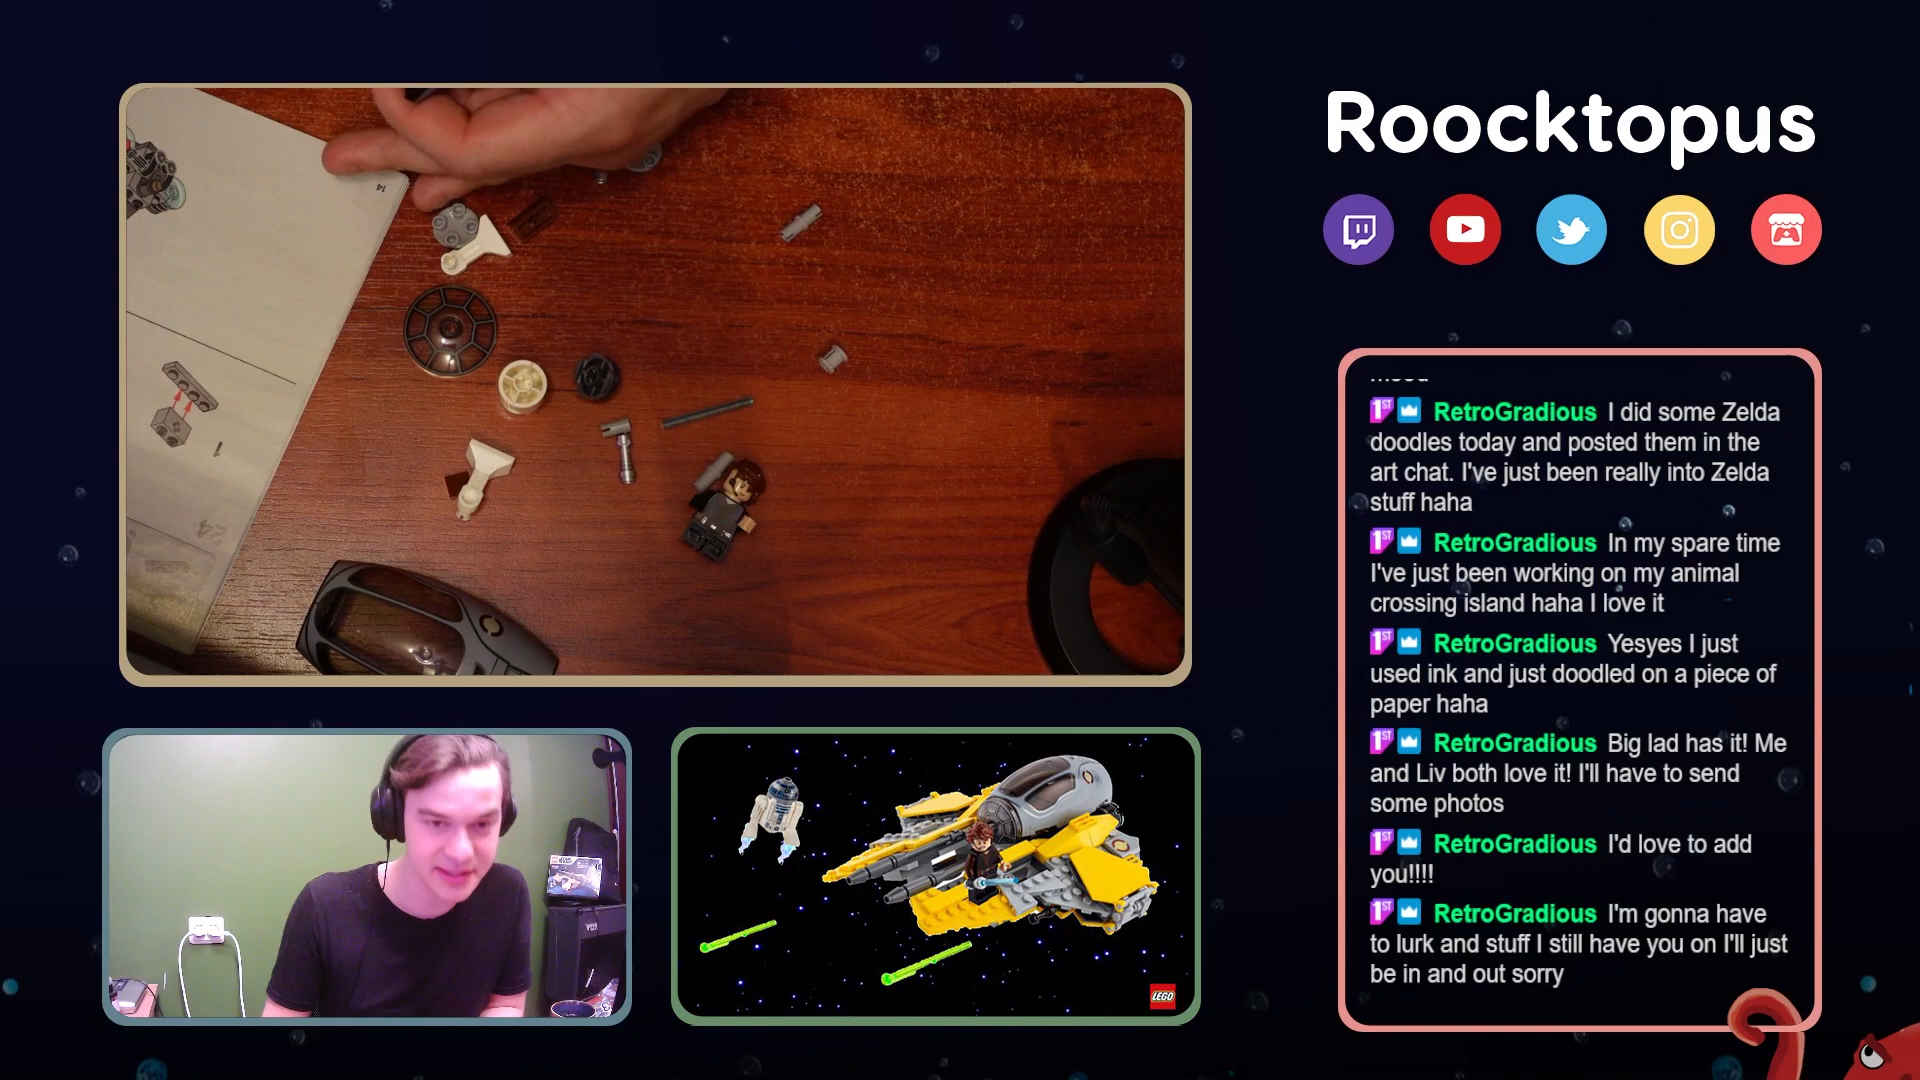 Roocktopus
14
1
24
RetroGradious I did some Zelda
doodles today and posted them in the
art chat. I've just been really into Zelda
stuff haha
RetroGradious In my spare time
I've just been working on my animal
crossing island haha I love it
RetroGradious Yesyes I just
used ink and just doodled on a piece of
paper haha
RetroGradious Big lad has it! Me
and Liv both love it! I'll have to send
some photos
RetroGradious I'd love to add
you!!!!
RetroGradious I'm gonna have
to lurk and stuff I still have you on I'll just
be in and out sorry
LEGO